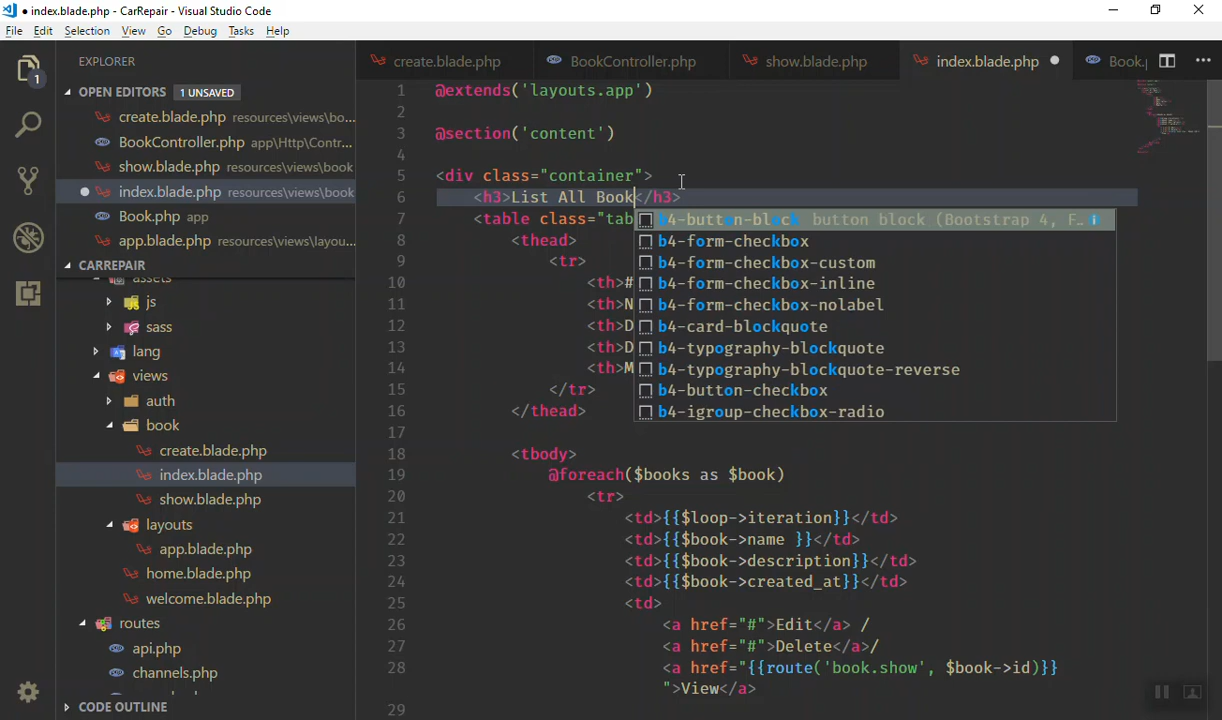 index.blade.php - CarRepair - Visual Studio Code
File Edit Selection View Go Debug Tasks Help
EXPLORER
OPEN EDITORS 1 UNSAVED
create.blade.php resources\views\bo...
BookController.php app\Http\Contr...
show.blade.php resources\views\book
index.blade.php resources\views\book
Book.php app
app.blade.php resources\views\layou...
CARREPAIR
assets
js
sass
lang
views
auth
book
create.blade.php
index.blade.php
show.blade.php
layouts
app.blade.php
home.blade.php
welcome.blade.php
routes
api.php
channels.php
CODE OUTLINE
1
create.blade.php BookController.php show.blade.php index.blade.php Book.p
1 @extends('layouts.app')
2
3 @section('content')
4
5 <div class="container">
6 <h3>List All Book</h3>
7 <table class="tab
8 <thead>
9 <tr>
10 <th>#
11 <th>N
12 <th>D
13 <th>D
14 <th>M
15 </tr>
16 </thead>
17
18 <tbody>
19 @foreach($books as $book)
20 <tr>
21 <td>{{$loop->iteration}}</td>
22 <td>{{$book->name }}</td>
23 <td>{{$book->description}}</td>
24 <td>{{$book->created_at}}</td>
25 <td>
26 <a href="#">Edit</a> /
27 <a href="#">Delete</a>/
28 <a href="{{route('book.show', $book->id)}}
">View</a>
29
b4-button-block button block (Bootstrap 4, F...
b4-form-checkbox
b4-form-checkbox-custom
b4-form-checkbox-inline
b4-form-checkbox-nolabel
b4-card-blockquote
b4-typography-blockquote
b4-typography-blockquote-reverse
b4-button-checkbox
b4-igroup-checkbox-radio